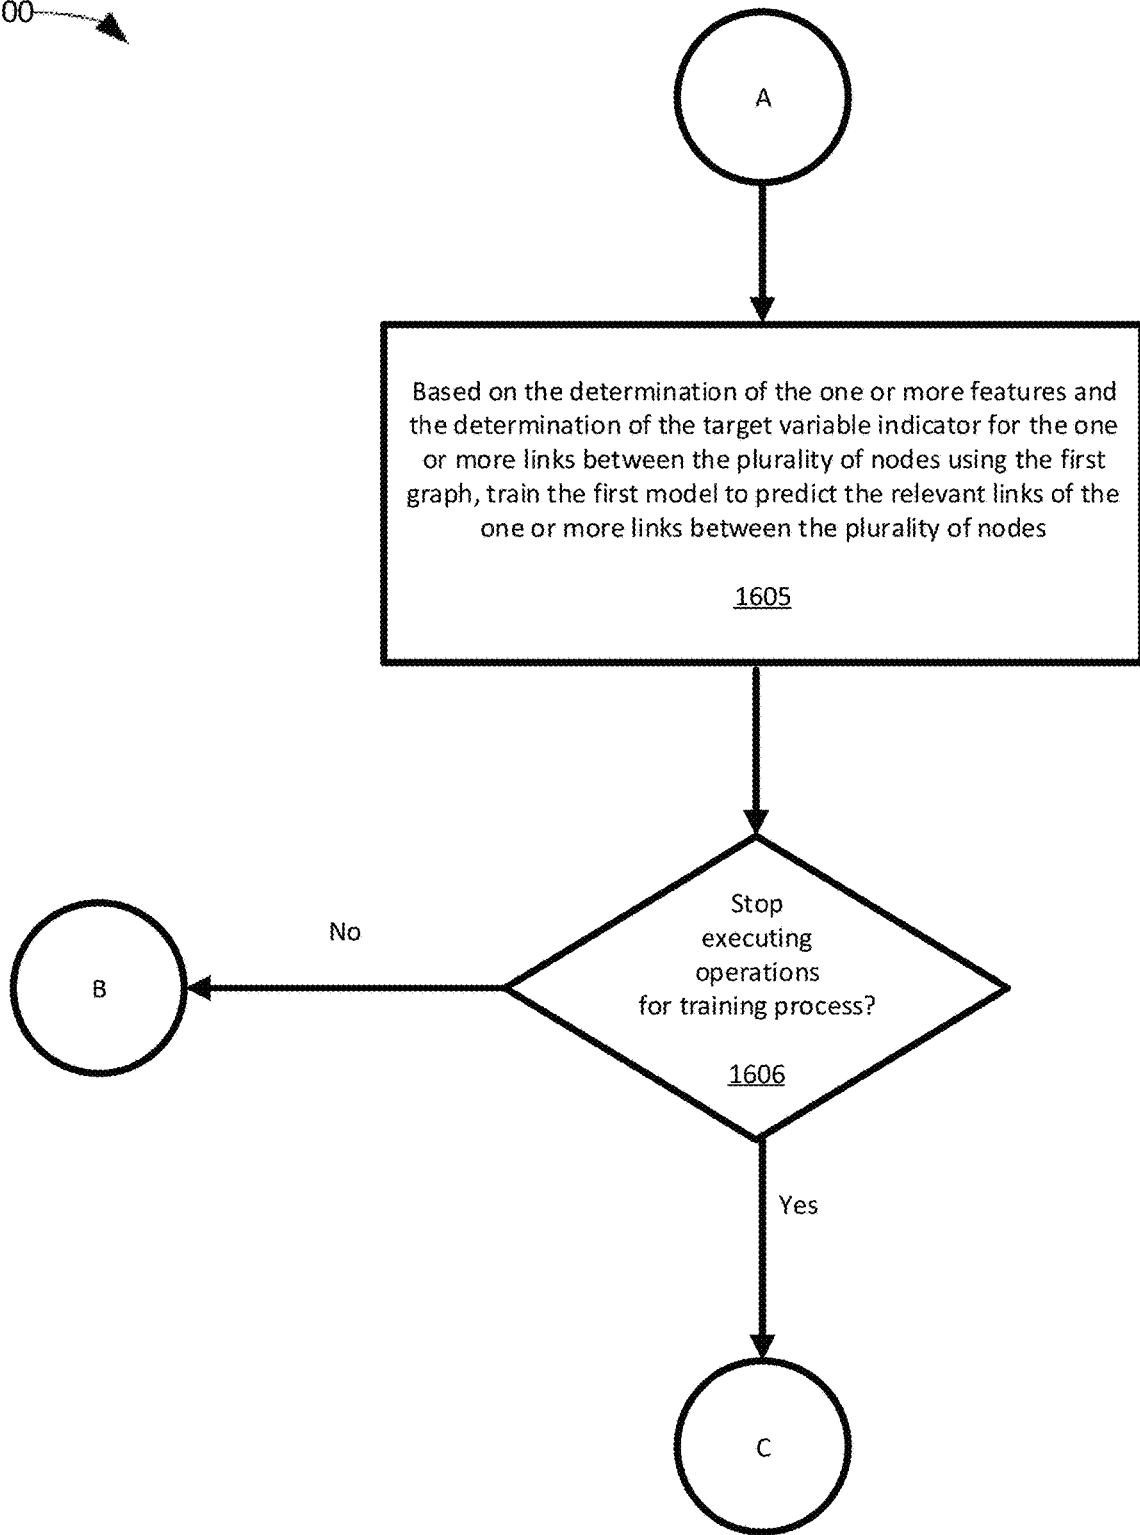 00
A
Based on the determination of the one or more features and
the determination of the target variable indicator for the one
or more links between the plurality of nodes using the first
graph, train the first model to predict the relevant links of the
one or more links between the plurality of nodes
1605
Stop
executing
operations
for training process?
1606
No
B
Yes
C